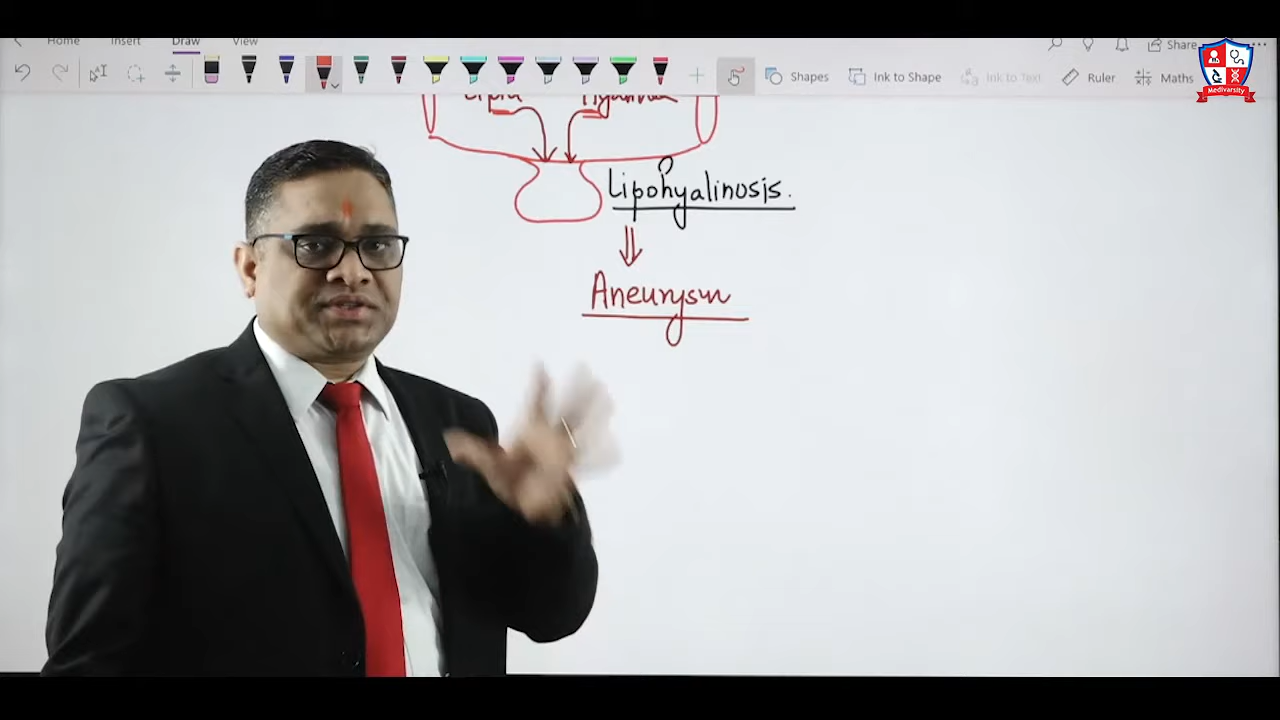 Home Insert Draw View
Share
Shapes Ink to Shape Ink to Text Ruler Maths
Medivarsity
Lipohyalinosis.
Aneurysm